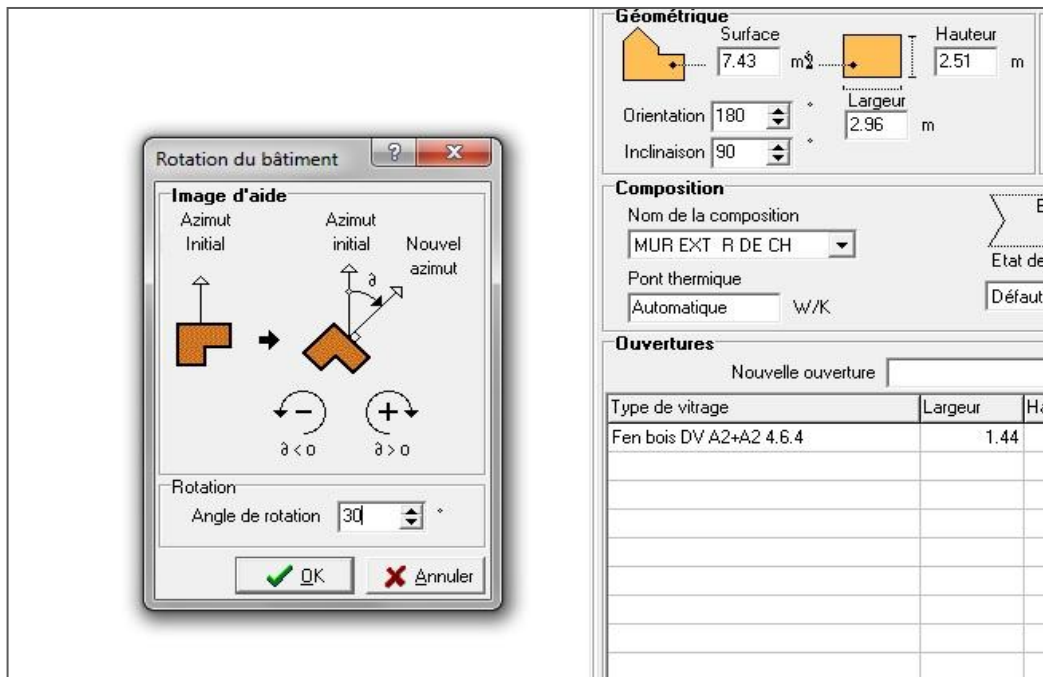 Rotation du bâtiment
?
X
Image d'aide
Azimut Initial
Azimut initial
Nouvel azimut
∂
−
+
∂ < 0
∂ > 0
Rotation
Angle de rotation 30 °
OK
Annuler
Géométrique
Surface
7.43 m²
Hauteur
2.51 m
Orientation 180 °
Largeur
2.96 m
Inclinaison 90 °
Composition
Nom de la composition
MUR EXT R DE CH
Pont thermique
Automatique W/K
E
Etat de
Défaut
Ouvertures
Nouvelle ouverture
Type de vitrage Largeur Ha
Fen bois DV A2+A2 4.6.4 1.44